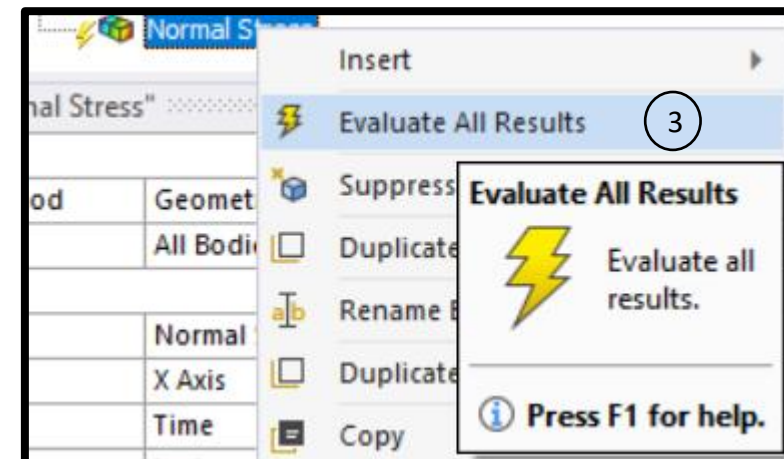 Normal S
Insert
nal Stress"
Evaluate All Results
3
od
Geomet
Suppress
Evaluate All Results
All Bodi
Duplicate
Evaluate all
results.
Rename
Normal
X Axis
Duplicate
Time
Copy
Press F1 for help.